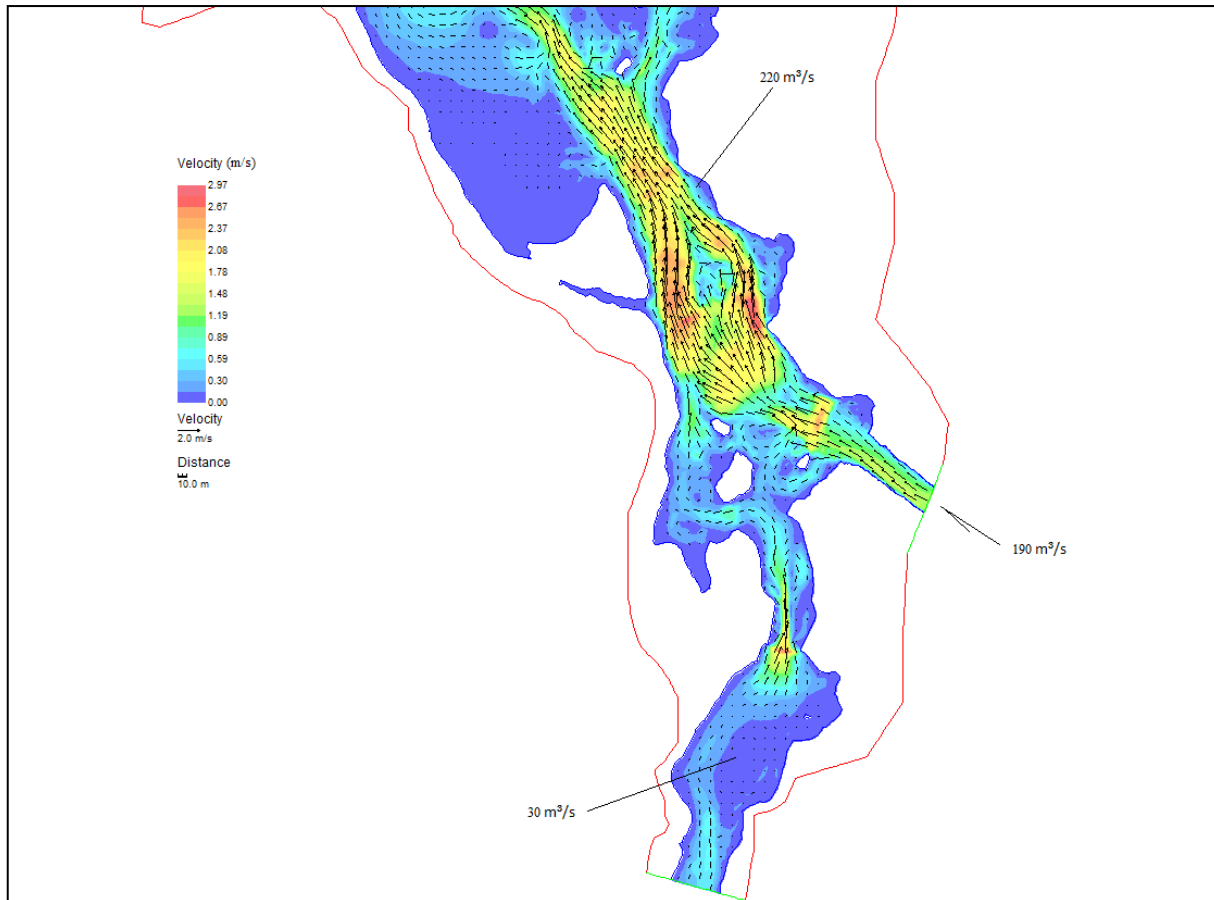 220 m³/s
Velocity (m/s)
2.97
2.67
2.37
2.08
1.78
1.48
1.19
0.89
0.59
0.30
0.00
Velocity
2.0 m/s
Distance
10.0 m
190 m³/s
30 m³/s